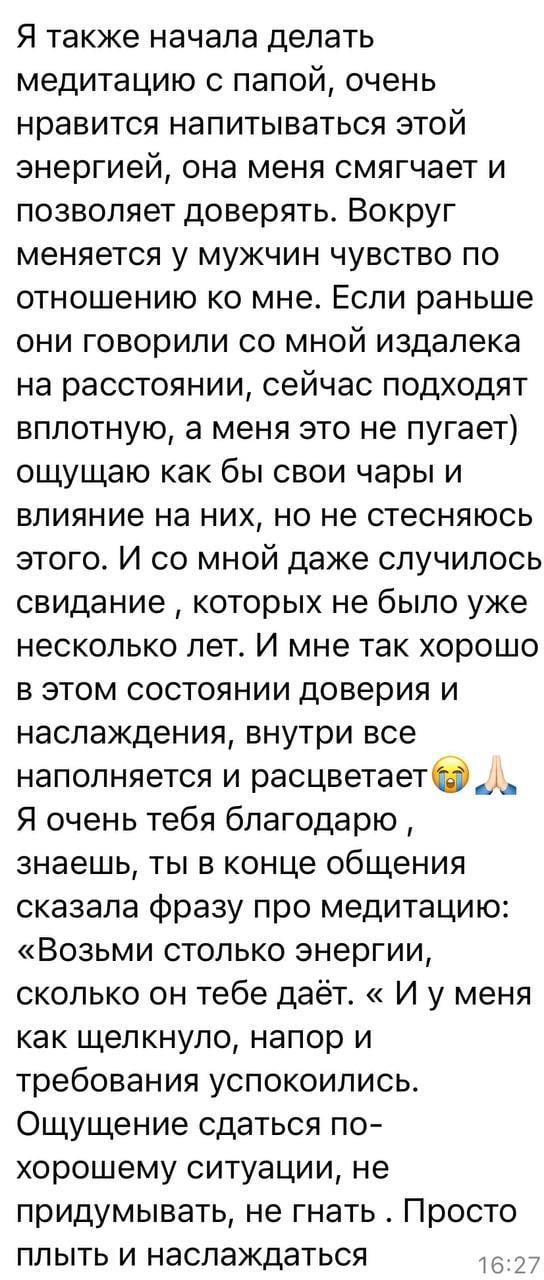 Я также начала делать
медитацию с папой, очень
нравится напитываться этой
энергией, она меня смягчает и
позволяет доверять. Вокруг
меняется у мужчин чувство по
отношению ко мне. Если раньше
они говорили со мной издалека
на расстоянии, сейчас подходят
вплотную, а меня это не пугает)
ощущаю как бы свои чары и
влияние на них, но не стесняюсь
этого. И со мной даже случилось
свидание , которых не было уже
несколько лет. И мне так хорошо
в этом состоянии доверия и
наслаждения, внутри все
наполняется и расцветает😭🙏🏻
Я очень тебя благодарю ,
знаешь, ты в конце общения
сказала фразу про медитацию:
«Возьми столько энергии,
сколько он тебе даёт. « И у меня
как щелкнуло, напор и
требования успокоились.
Ощущение сдаться по-
хорошему ситуации, не
придумывать, не гнать . Просто
плыть и наслаждаться
16:27